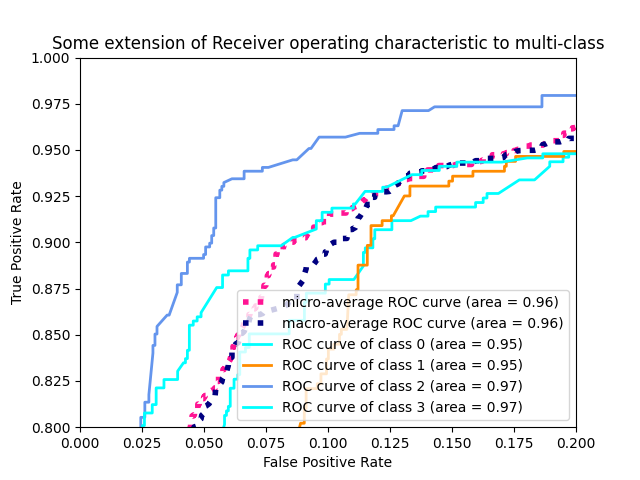 Some extension of Receiver operating characteristic to multi-class
True Positive Rate
1.000
0.975
0.950
0.925
0.900
0.875
0.850
0.825
0.800
micro-average ROC curve (area = 0.96)
macro-average ROC curve (area = 0.96)
ROC curve of class 0 (area = 0.95)
ROC curve of class 1 (area = 0.95)
ROC curve of class 2 (area = 0.97)
ROC curve of class 3 (area = 0.97)
0.000 0.025 0.050 0.075 0.100 0.125 0.150 0.175 0.200
False Positive Rate